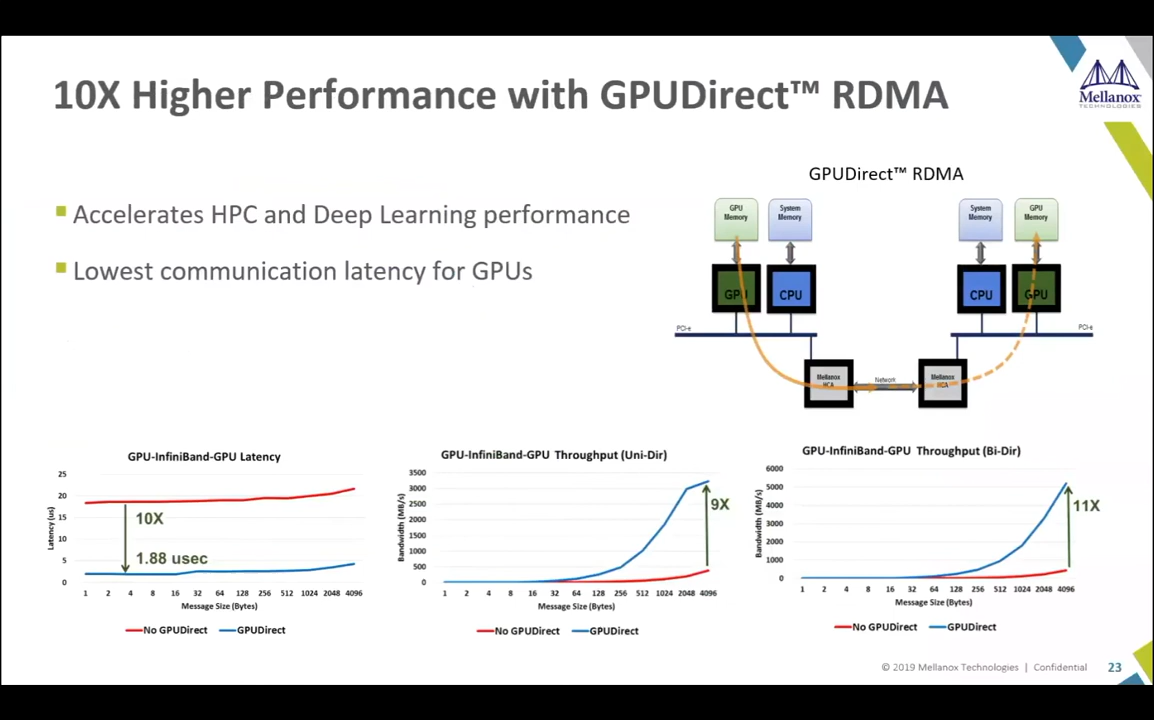 10X Higher Performance with GPUDirect™ RDMA
Mellanox
TECHNOLOGIES
▪ Accelerates HPC and Deep Learning performance
▪ Lowest communication latency for GPUs
GPUDirect™ RDMA
GPU Memory
System Memory
System Memory
GPU Memory
GPU
CPU
CPU
GPU
PCI-e
PCI-e
Mellanox HCA
Network
Mellanox HCA
GPU-InfiniBand-GPU Latency
Latency (us)
25
20
15
10
5
0
10X
1.88 usec
1 2 4 8 16 32 64 128 256 512 1024 2048 4096
Message Size (Bytes)
No GPUDirect GPUDirect
GPU-InfiniBand-GPU Throughput (Uni-Dir)
Bandwidth (MB/s)
3500
3000
2500
2000
1500
1000
500
0
9X
1 2 4 8 16 32 64 128 256 512 1024 2048 4096
Message Size (Bytes)
No GPUDirect GPUDirect
GPU-InfiniBand-GPU Throughput (Bi-Dir)
Bandwidth (MB/s)
6000
5000
4000
3000
2000
1000
0
11X
1 2 4 8 16 32 64 128 256 512 1024 2048 4096
Message Size (Bytes)
No GPUDirect GPUDirect
© 2019 Mellanox Technologies | Confidential 23